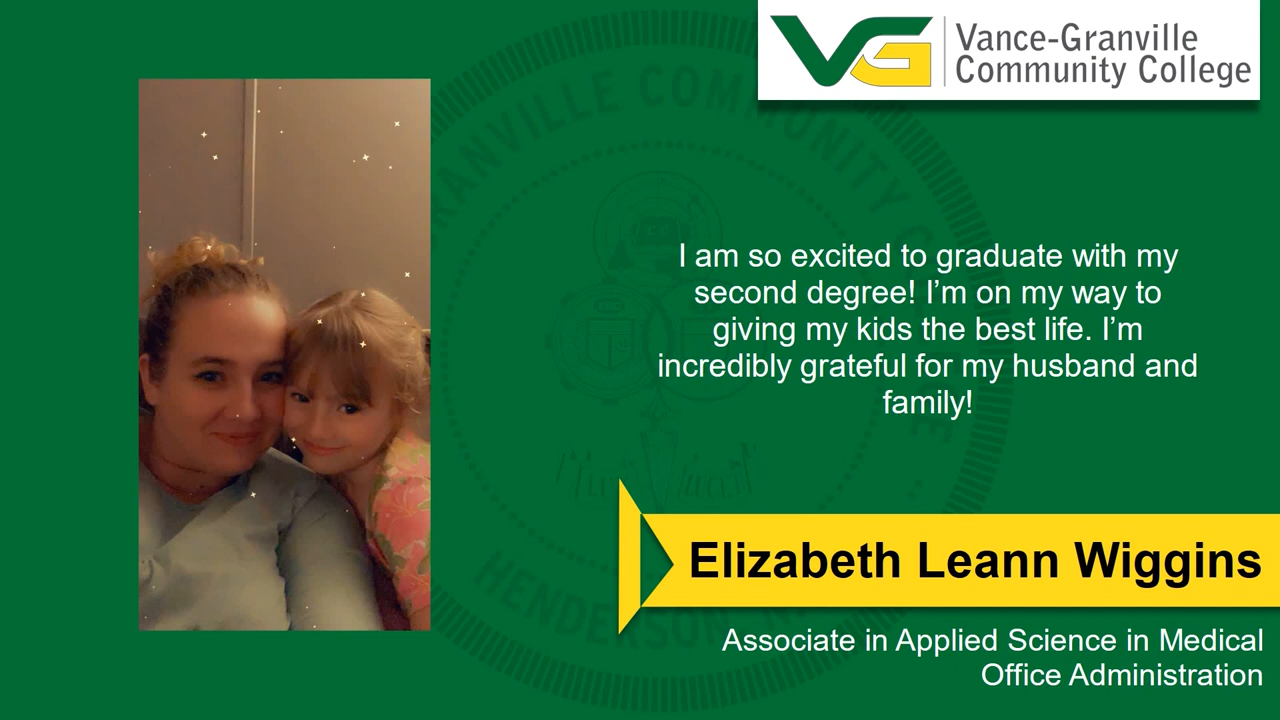 Vance-Granville
Community College
I am so excited to graduate with my
second degree! I’m on my way to
giving my kids the best life. I’m
incredibly grateful for my husband and
family!
Elizabeth Leann Wiggins
Associate in Applied Science in Medical
Office Administration